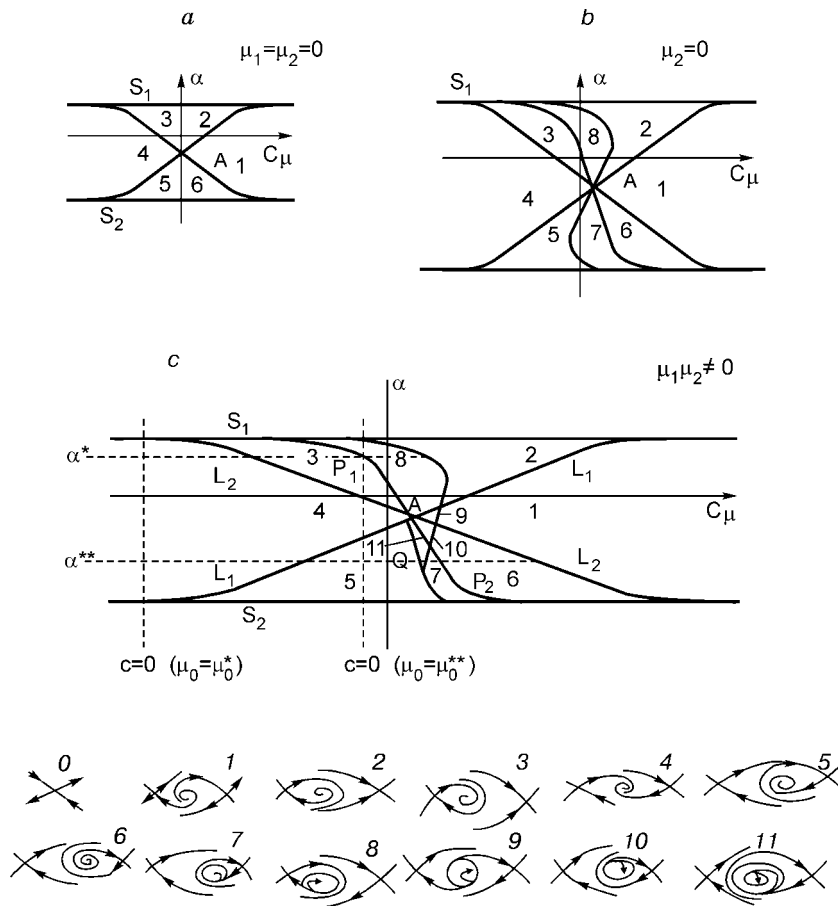 a
b
μ₁=μ₂=0
μ₂=0
S₁ α
3 2
4 A 1 Cμ
5 6
S₂
S₁ α
3 8 2
A 1 Cμ
4
5 7 6
c
α
μ₁μ₂≠0
S₁
α* 3 P₁ 8 2
L₂ L₁
4 A 9 1 Cμ
11 10
α** Q L₂
L₁ 5 7 P₂ 6
S₂
c=0 (μ₀=μ₀*) c=0 (μ₀=μ₀**)
0 1 2 3 4 5
6 7 8 9 10 11